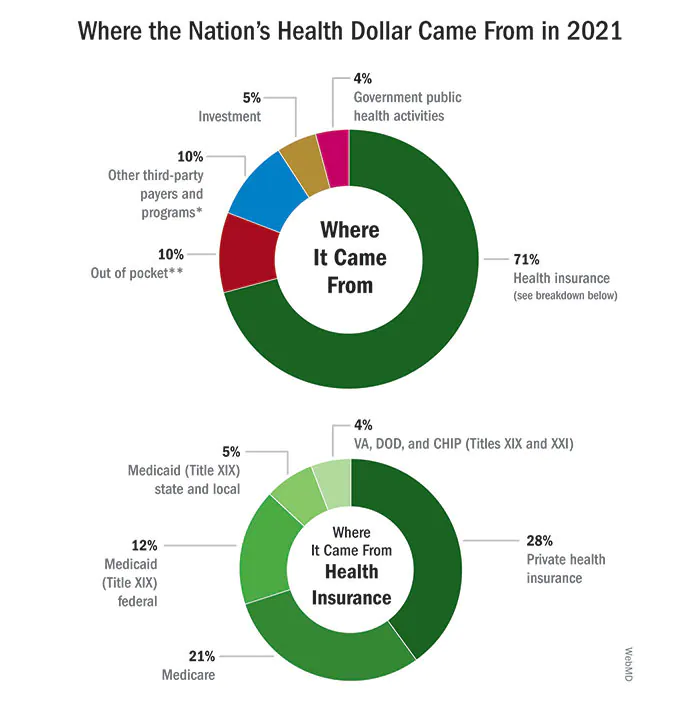 Where the Nation's Health Dollar Came From in 2021
4%
Government public
health activities
5%
Investment
10%
Other third-party
payers and
programs*
10%
Out of pocket**
Where
It Came
From
71%
Health insurance
(see breakdown below)
4%
VA, DOD, and CHIP (Titles XIX and XXI)
5%
Medicaid (Title XIX)
state and local
12%
Medicaid
(Title XIX)
federal
Where
It Came From
Health
Insurance
28%
Private health
insurance
21%
Medicare
WebMD